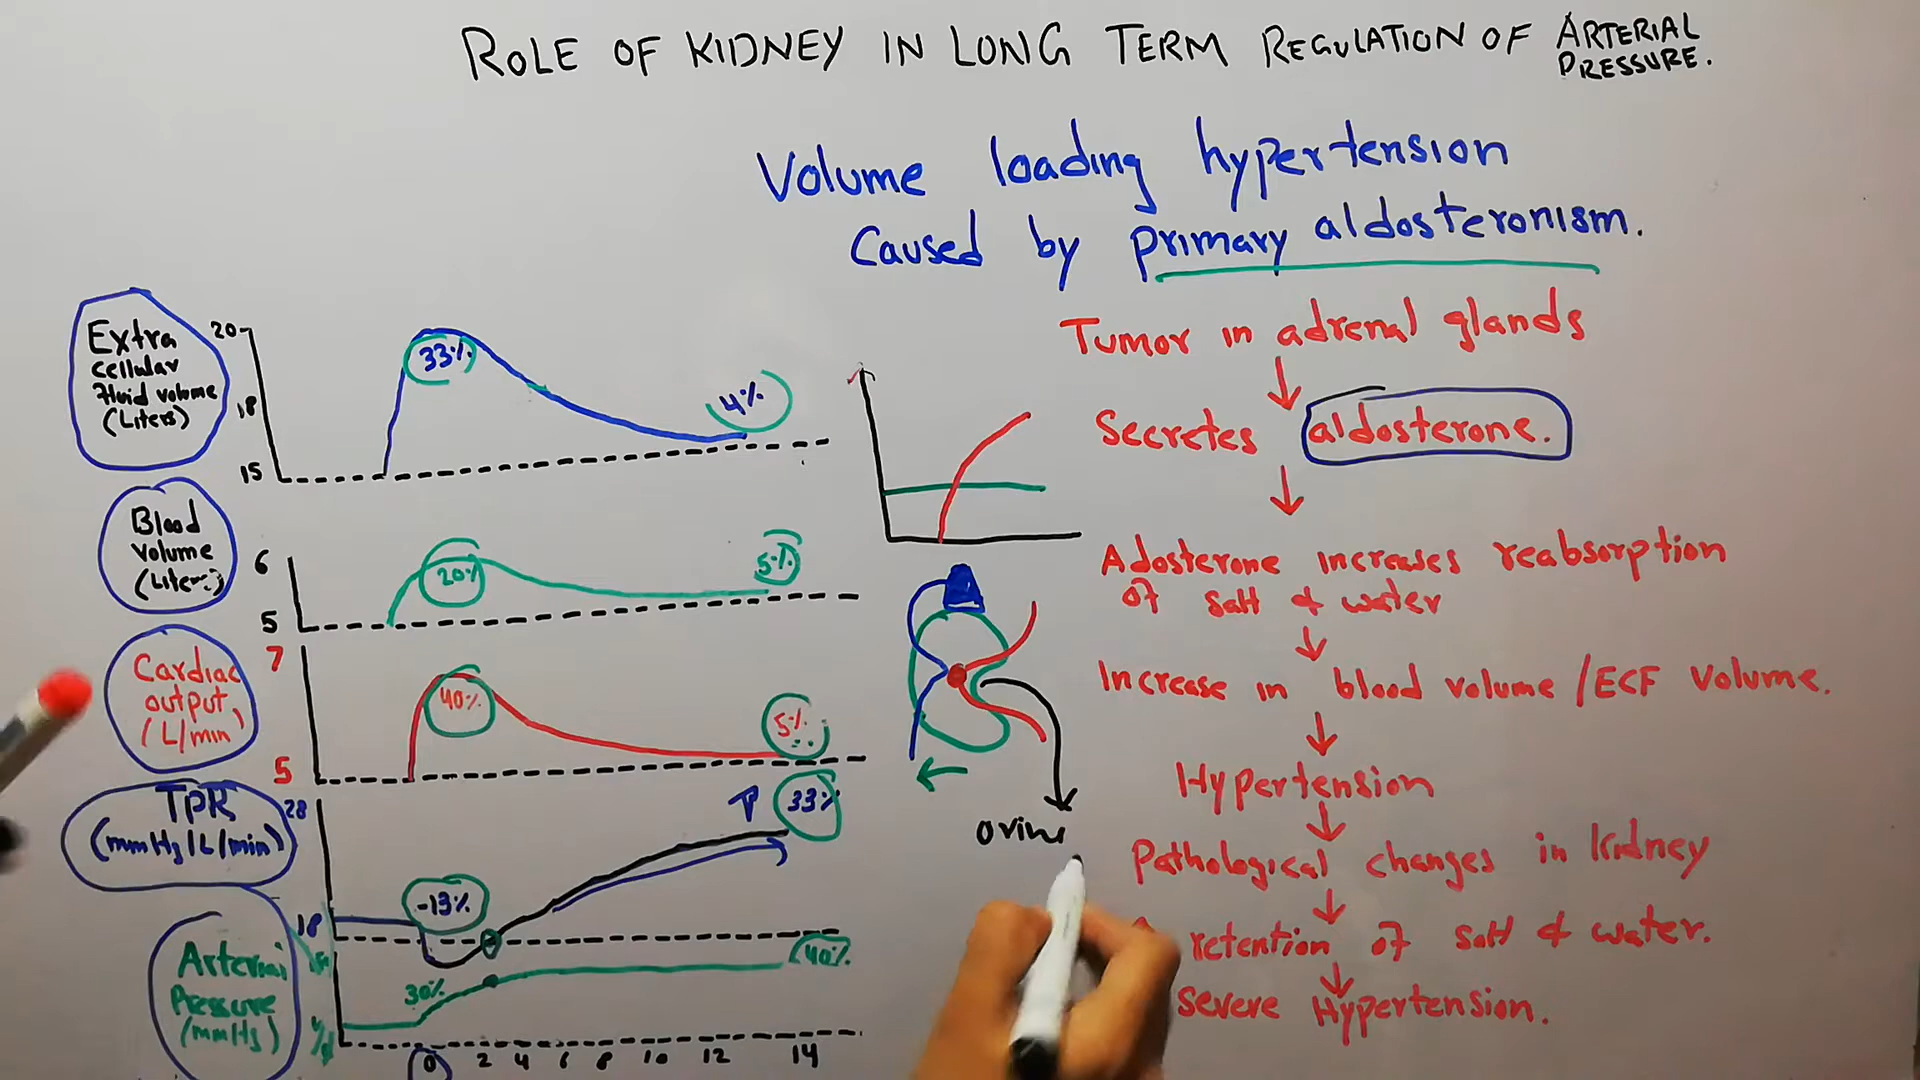 ROLE OF KIDNEY IN LONG TERM REGULATION OF ARTERIAL
PRESSURE.
Volume loading hypertension
Caused by primary aldosteronism.
Tumor in adrenal glands
Secretes aldosterone.
Adosterone increases reabsorption
of salt & water
Increase in blood volume / ECF Volume.
Hypertension
Pathological changes in kidney
retention of salt & water.
Severe Hypertension.
Extra
cellular
fluid volume
(Liters)
20
18
15
33%
4%
Blood
Volume
6
5
20%
5%
Cardiac
output
(L/min)
7
5
40%
5%
TPR
(mmHg/L/min)
28
18
-13%
33%
Arterial
Pressure
(mmHg)
30%
40%
0 2 4 6 8 10 12 14